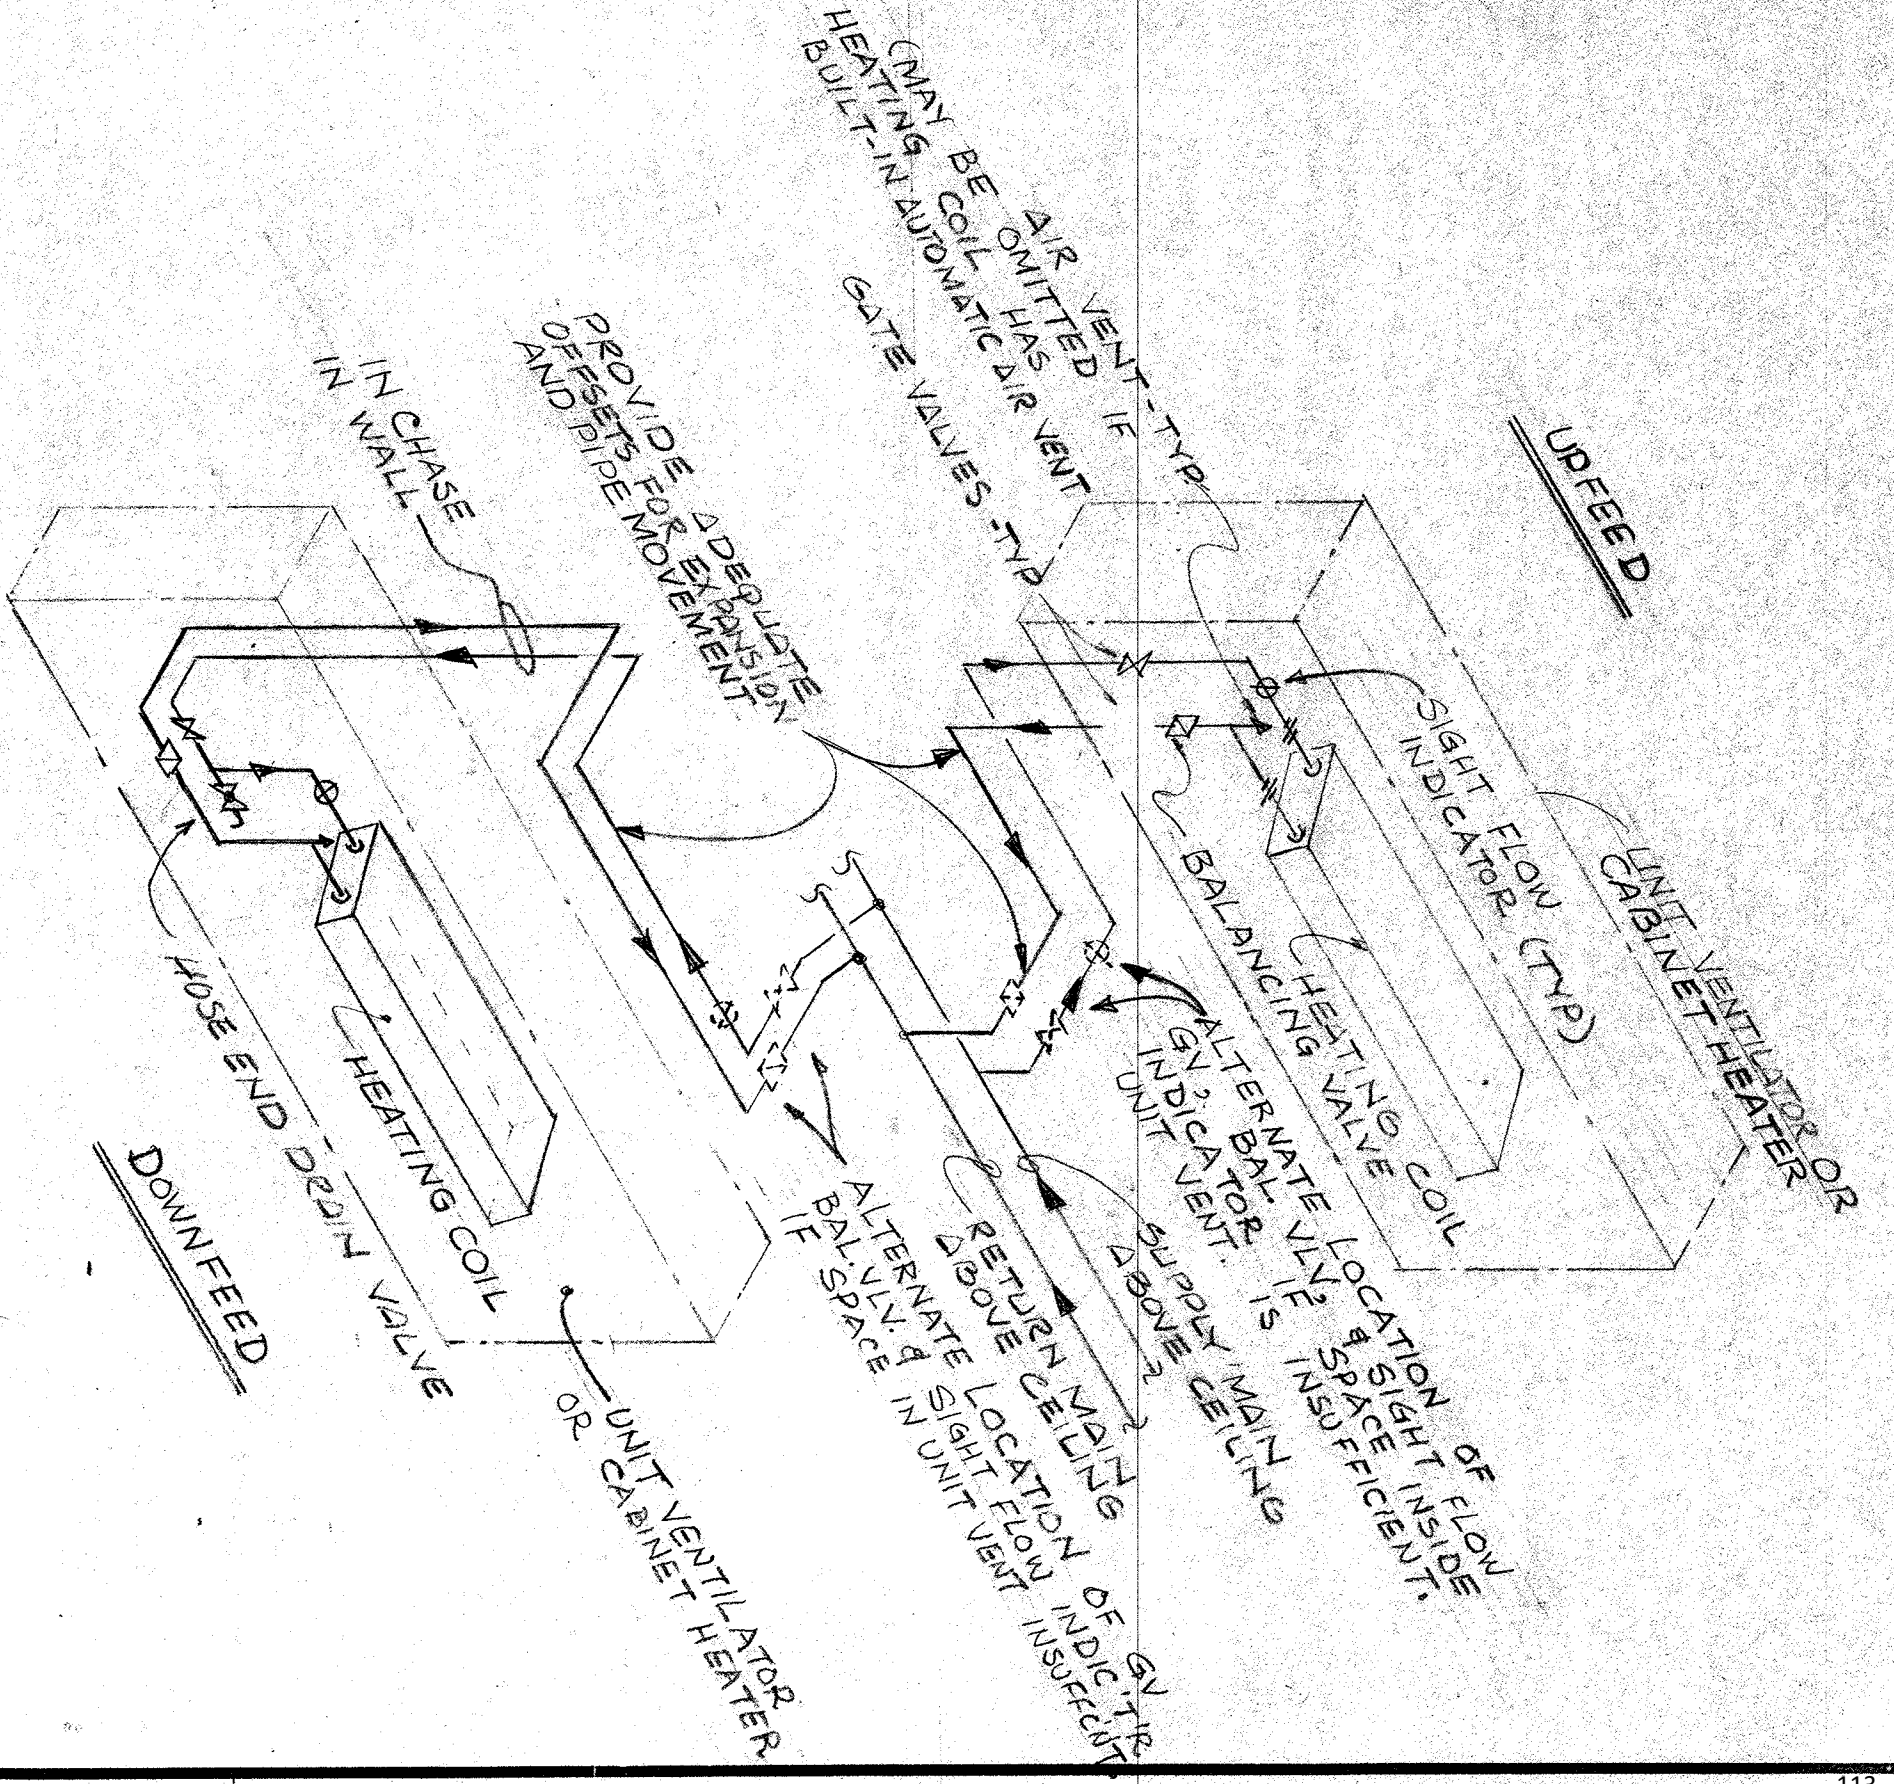 AIR VENT-TYP.
(MAY BE OMITTED IF
HEATING COIL HAS
BUILT-IN AUTOMATIC AIR VENT
GATE VALVES-TYP
UPFEED
PROVIDE ADEQUATE
OFFSETS FOR EXPANSION
AND PIPE MOVEMENT
IN CHASE
IN WALL
SIGHT FLOW
INDICATOR (TYP)
UNIT VENTILATOR OR
CABINET HEATER
BALANCING VALVE
HEATING COIL
HOSE END DRAIN VALVE
HEATING COIL
DOWNFEED
ALTERNATE LOCATION OF
GV, BAL. VLV, & SIGHT FLOW
INDICATOR IF SPACE INSIDE
UNIT VENT. IS INSUFFICIENT.
SUPPLY MAIN
ABOVE CEILING
RETURN MAIN
ABOVE CEILING
ALTERNATE LOCATION OF GV
BAL. VLV. & SIGHT FLOW INDIC'T'R
IF SPACE IN UNIT VENT INSUFFCNT
UNIT VENTILATOR
OR CABINET HEATER
113